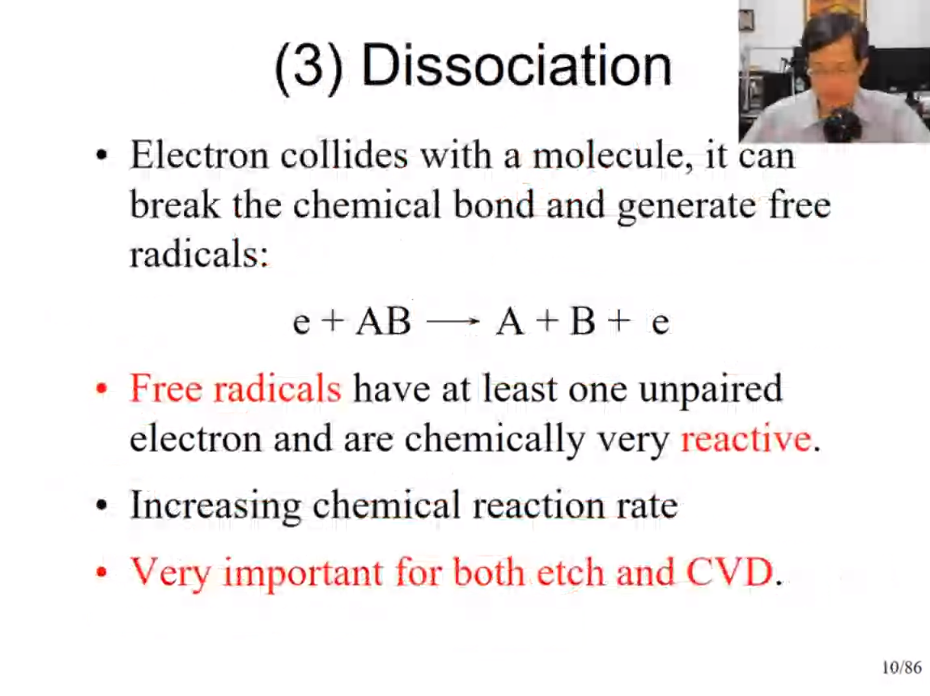 (3) Dissociation
• Electron collides with a molecule, it can
break the chemical bond and generate free
radicals:
e + AB ⟶ A + B + e
• Free radicals have at least one unpaired
electron and are chemically very reactive.
• Increasing chemical reaction rate
• Very important for both etch and CVD.
10/86